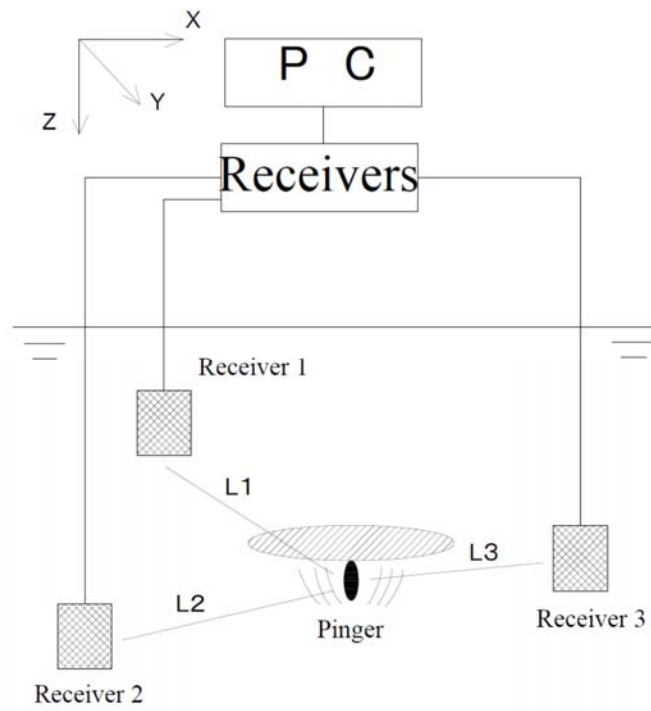 X
P C
Y
Z
Receivers
Receiver 1
L1
L3
L2
Pinger
Receiver 3
Receiver 2